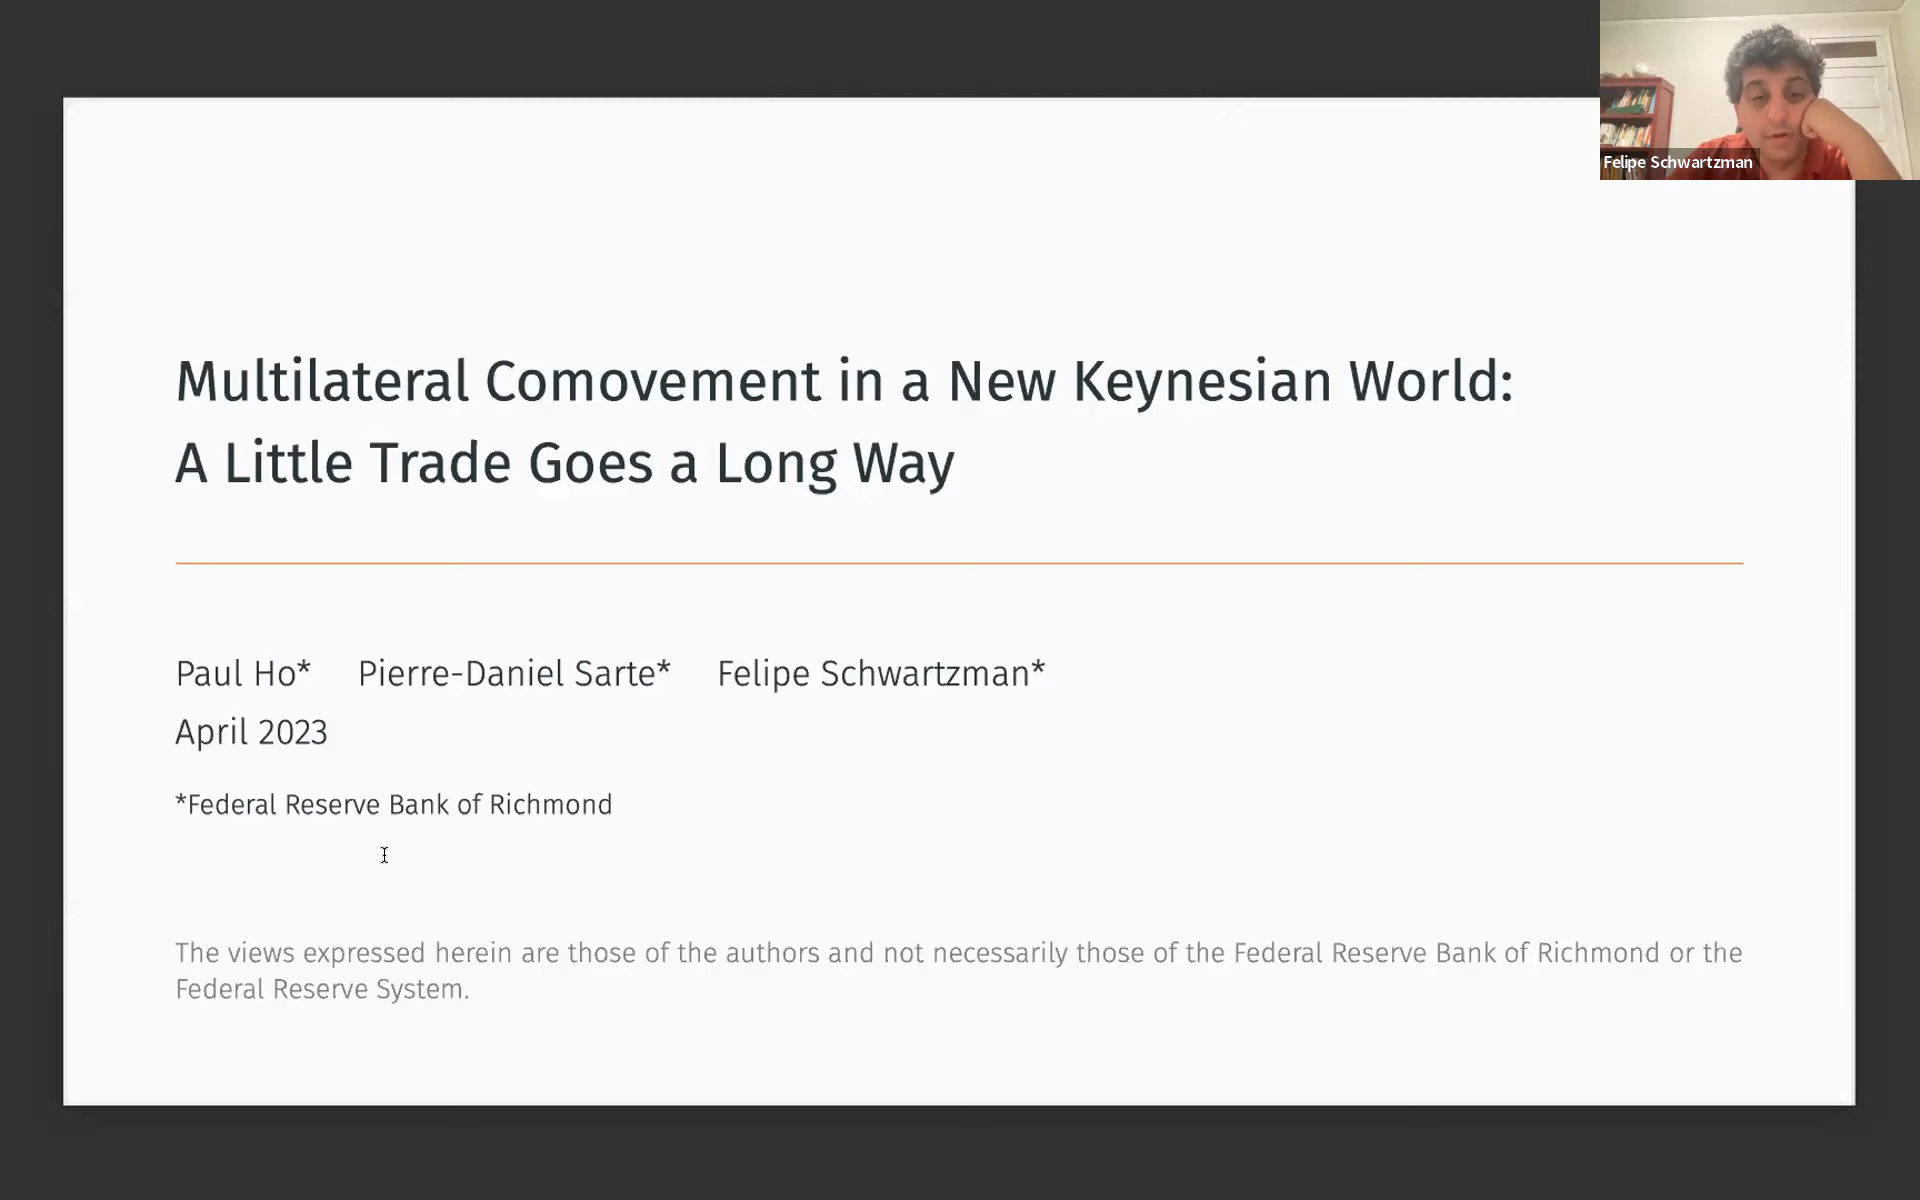 Felipe Schwartzman
Multilateral Comovement in a New Keynesian World:
A Little Trade Goes a Long Way
Paul Ho* Pierre-Daniel Sarte* Felipe Schwartzman*
April 2023
*Federal Reserve Bank of Richmond
The views expressed herein are those of the authors and not necessarily those of the Federal Reserve Bank of Richmond or the
Federal Reserve System.